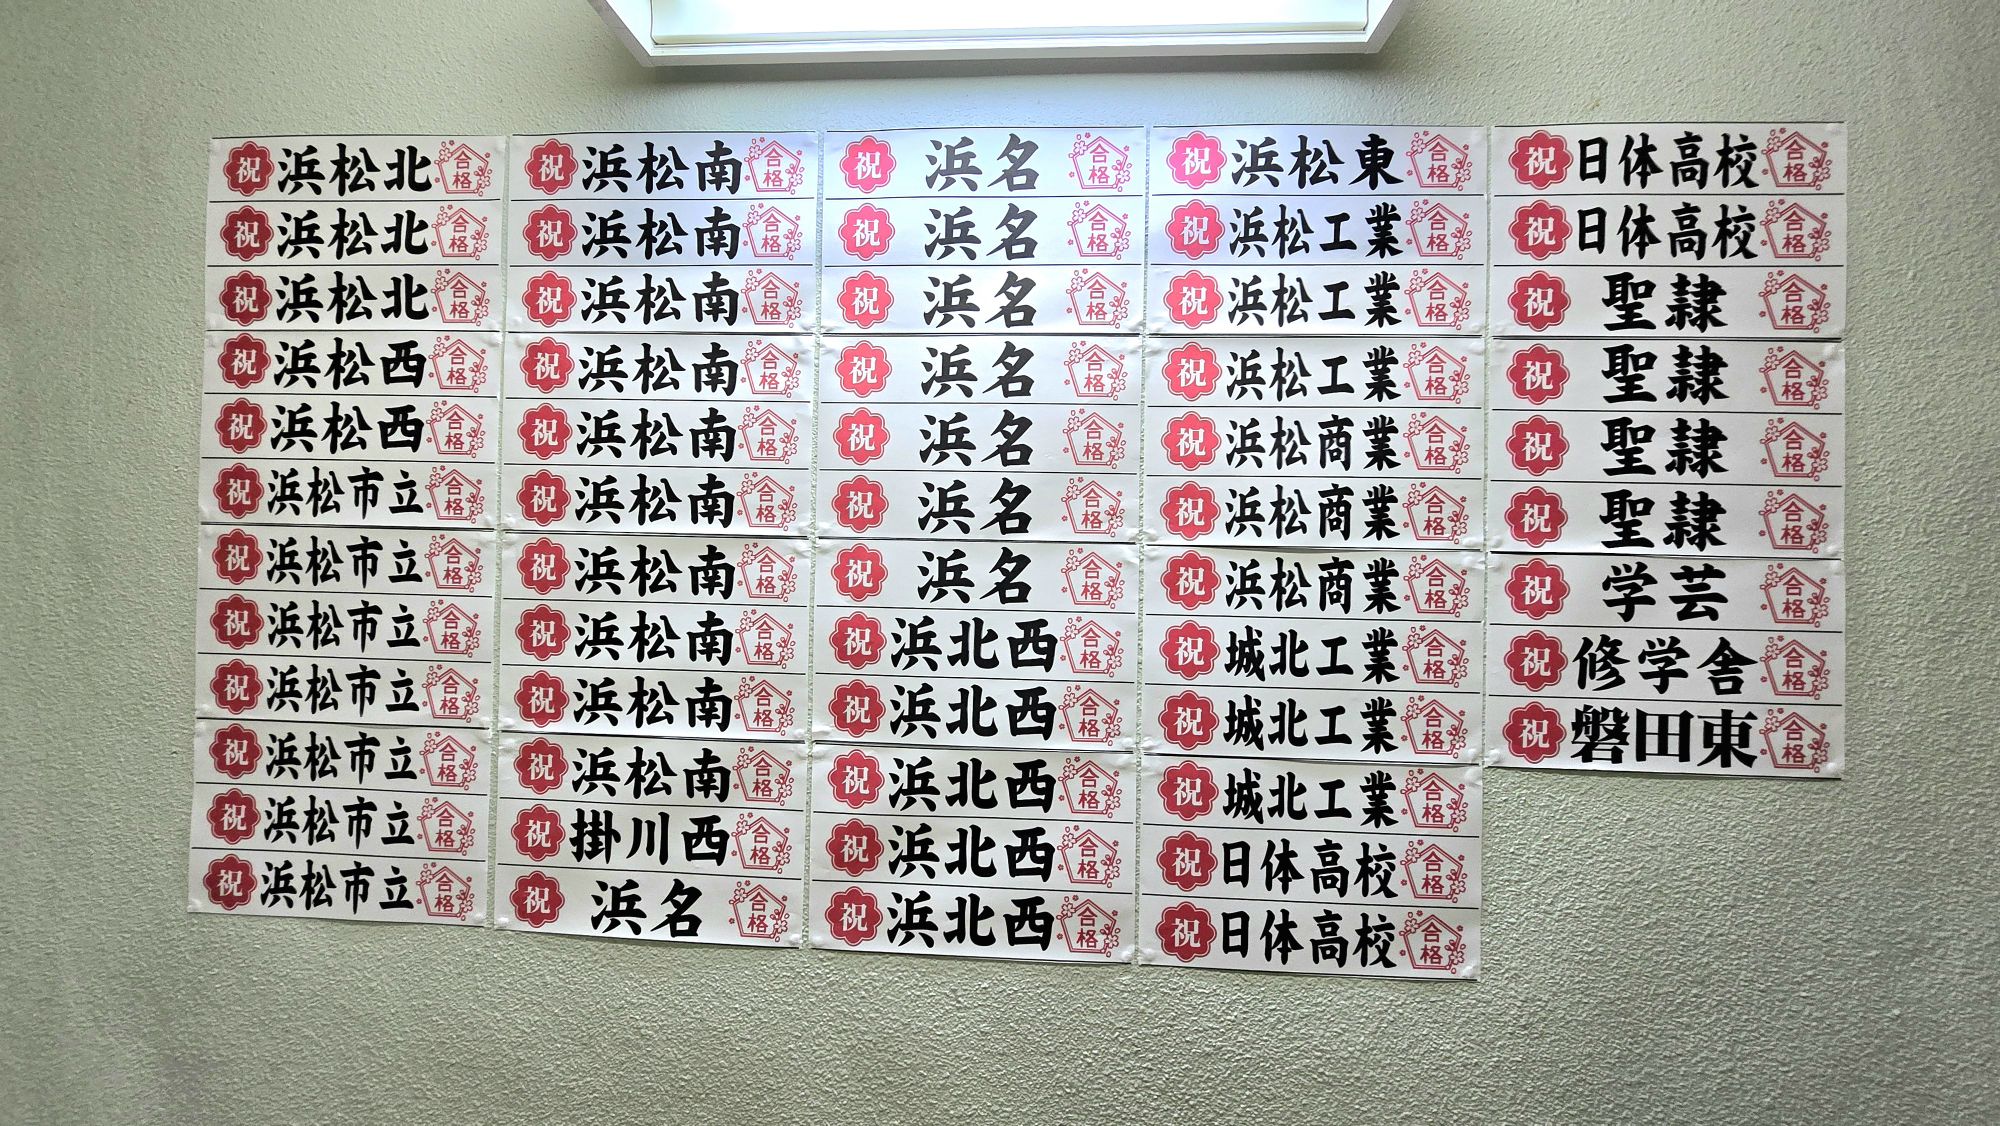 祝 浜松北 合格
祝 浜松北 合格
祝 浜松北 合格
祝 浜松西 合格
祝 浜松西 合格
祝 浜松市立 合格
祝 浜松市立 合格
祝 浜松市立 合格
祝 浜松市立 合格
祝 浜松市立 合格
祝 浜松市立 合格
祝 浜松市立 合格
祝 浜松南 合格
祝 浜松南 合格
祝 浜松南 合格
祝 浜松南 合格
祝 浜松南 合格
祝 浜松南 合格
祝 浜松南 合格
祝 浜松南 合格
祝 浜松南 合格
祝 浜松南 合格
祝 掛川西 合格
祝 浜名 合格
祝 浜名 合格
祝 浜名 合格
祝 浜名 合格
祝 浜名 合格
祝 浜名 合格
祝 浜名 合格
祝 浜名 合格
祝 浜北西 合格
祝 浜北西 合格
祝 浜北西 合格
祝 浜北西 合格
祝 浜北西 合格
祝 浜松東 合格
祝 浜松工業 合格
祝 浜松工業 合格
祝 浜松工業 合格
祝 浜松商業 合格
祝 浜松商業 合格
祝 浜松商業 合格
祝 城北工業 合格
祝 城北工業 合格
祝 城北工業 合格
祝 日体高校 合格
祝 日体高校 合格
祝 日体高校 合格
祝 日体高校 合格
祝 聖隷 合格
祝 聖隷 合格
祝 聖隷 合格
祝 聖隷 合格
祝 学芸 合格
祝 修学舎 合格
祝 磐田東 合格